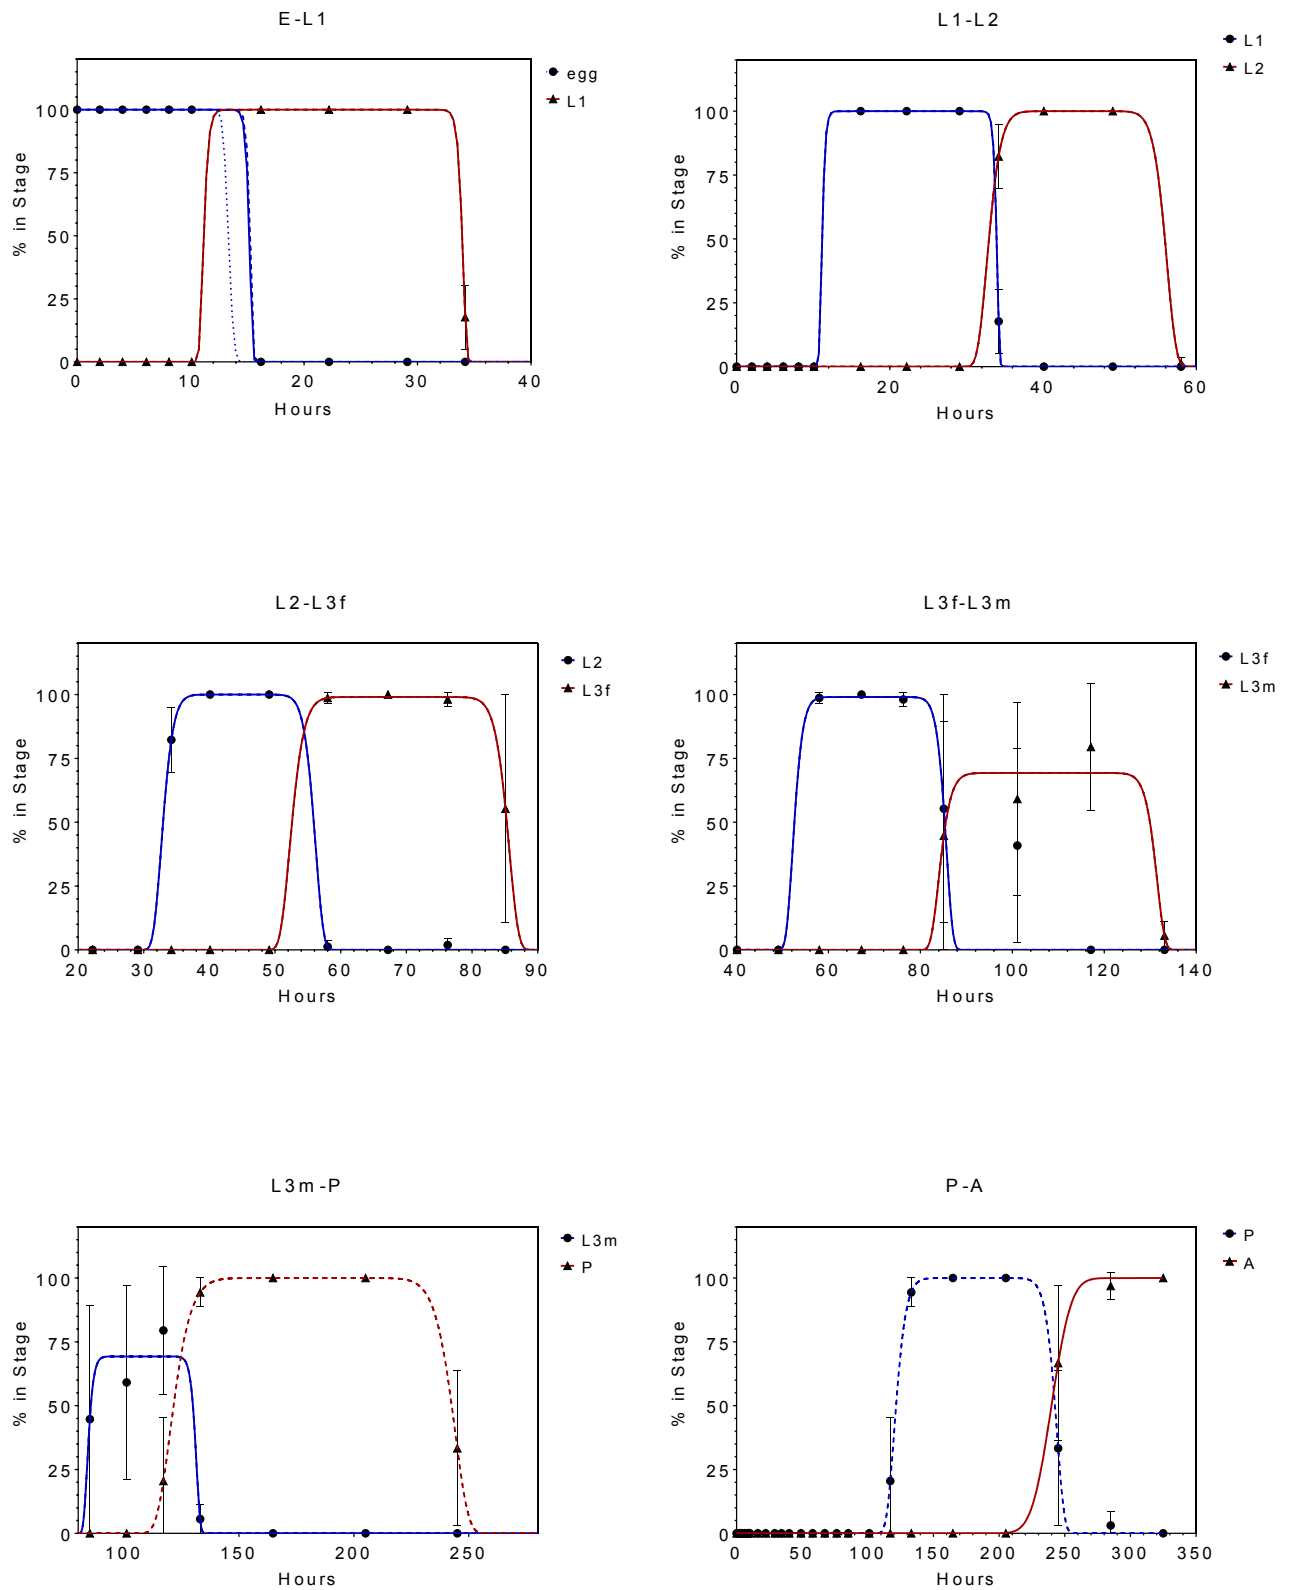 E-L1
100
75
50
25
0
% in Stage
0 10 20 30 40
Hours
egg
L1
L1-L2
100
75
50
25
0
% in Stage
0 20 40 60
Hours
L1
L2
L2-L3f
100
75
50
25
0
% in Stage
20 30 40 50 60 70 80 90
Hours
L2
L3f
L3f-L3m
100
75
50
25
0
% in Stage
40 60 80 100 120 140
Hours
L3f
L3m
L3m-P
100
75
50
25
0
% in Stage
100 150 200 250
Hours
L3m
P
P-A
100
75
50
25
0
% in Stage
0 50 100 150 200 250 300 350
Hours
P
A